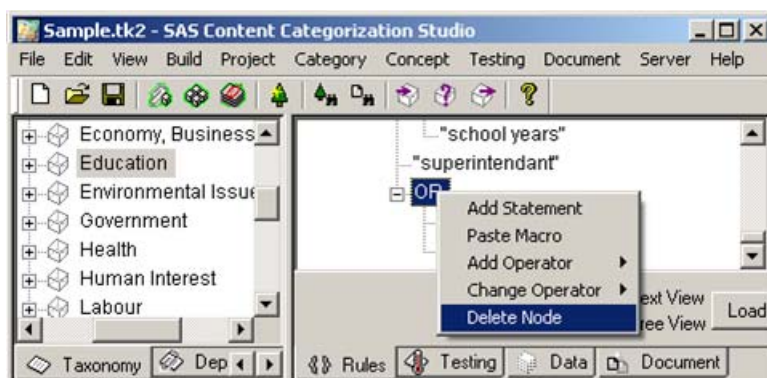 Sample.tk2 - SAS Content Categorization Studio
File Edit View Build Project Category Concept Testing Document Server Help
Economy, Business
Education
Environmental Issue
Government
Health
Human Interest
Labour
"school years"
"superintendant"
OR
Add Statement
Paste Macro
Add Operator
Change Operator
Delete Node
ext View
ree View
Load
Taxonomy Dep
Rules Testing Data Document